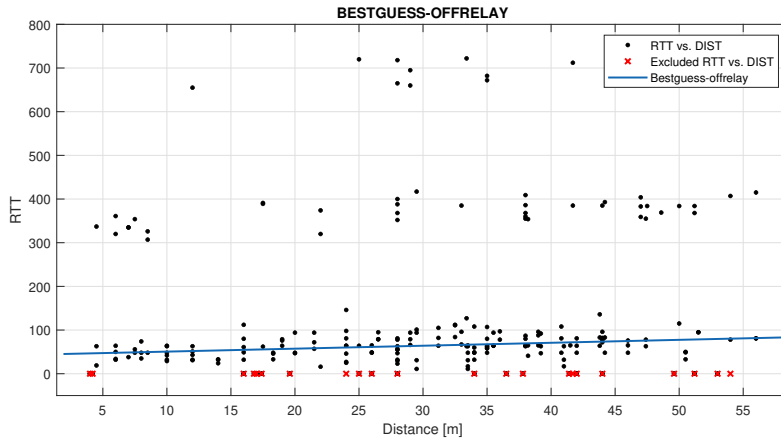 BESTGUESS-OFFRELAY
800
700
600
500
400
300
200
100
0
RTT
RTT vs. DIST
Excluded RTT vs. DIST
Bestguess-offrelay
5 10 15 20 25 30 35 40 45 50 55
Distance [m]